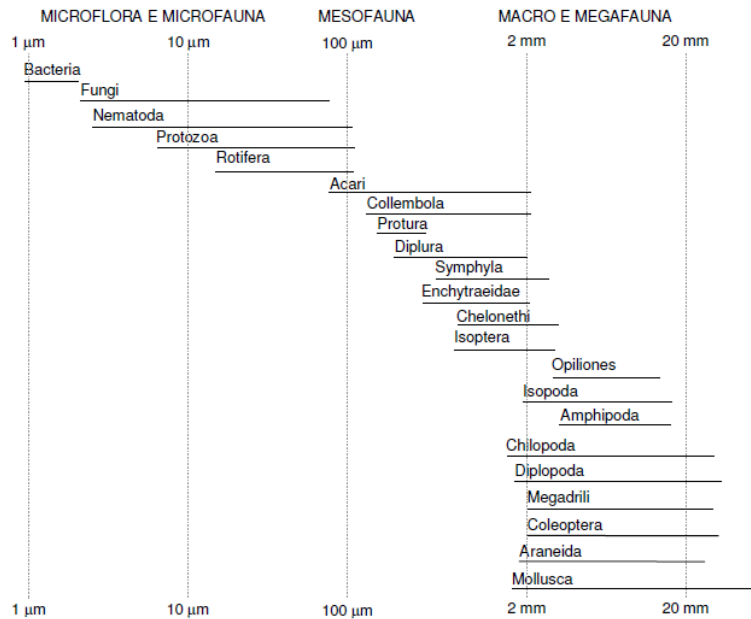 MICROFLORA E MICROFAUNA MESOFAUNA MACRO E MEGAFAUNA
1 µm 10 µm 100 µm 2 mm 20 mm
Bacteria
Fungi
Nematoda
Protozoa
Rotifera
Acari
Collembola
Protura
Diplura
Symphyla
Enchytraeidae
Chelonethi
Isoptera
Opiliones
Isopoda
Amphipoda
Chilopoda
Diplopoda
Megadrili
Coleoptera
Araneida
Mollusca
1 µm 10 µm 100 µm 2 mm 20 mm